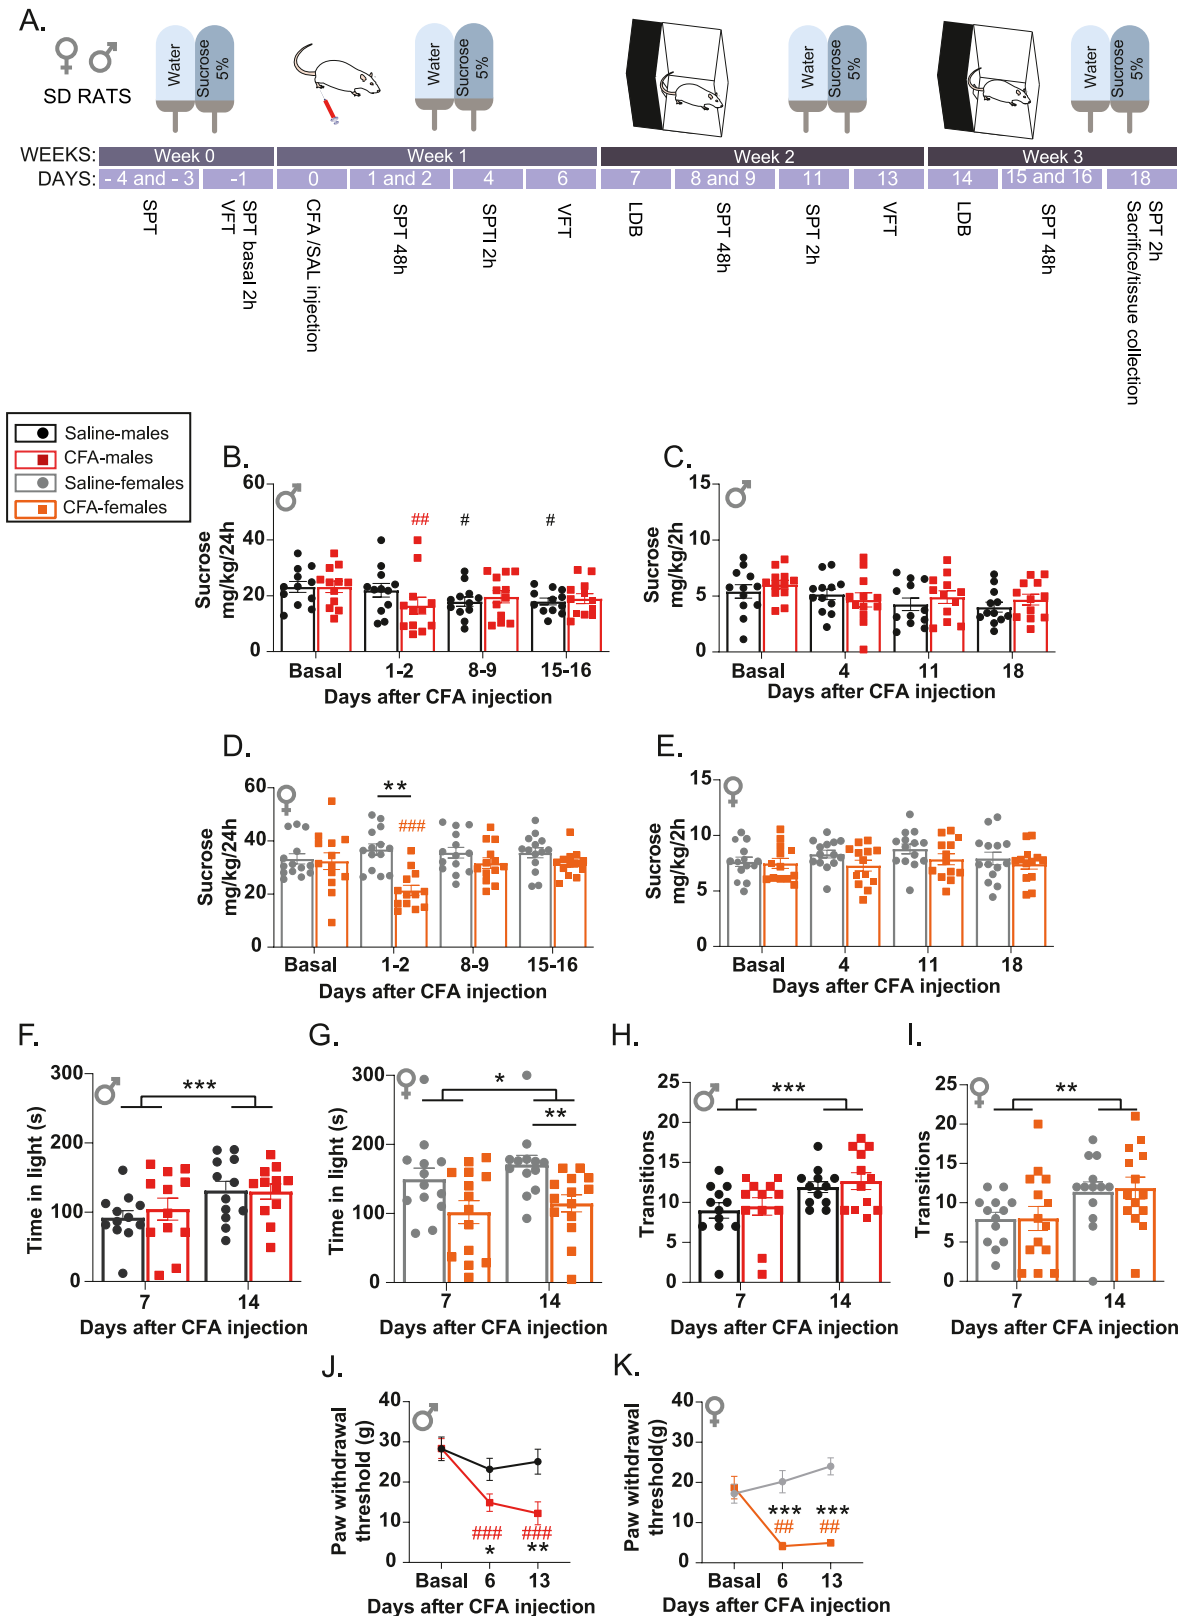 A.
♀ ♂
SD RATS
Water
Sucrose 5%
Water
Sucrose 5%
Water
Sucrose 5%
Water
Sucrose 5%
WEEKS: Week 0 Week 1 Week 2 Week 3
DAYS: - 4 and - 3 -1 0 1 and 2 4 6 7 8 and 9 11 13 14 15 and 16 18
SPT
SPT basal 2h
VFT
CFA /SAL injection
SPT 48h
SPTI 2h
VFT
LDB
SPT 48h
SPT 2h
VFT
LDB
SPT 48h
SPT 2h
Sacrifice/tissue collection
Saline-males
CFA-males
Saline-females
CFA-females
B.
♂
Sucrose
mg/kg/24h
60
40
20
0
## # #
Basal 1-2 8-9 15-16
Days after CFA injection
C.
♂
Sucrose
mg/kg/2h
15
10
5
0
Basal 4 11 18
Days after CFA injection
D.
♀
Sucrose
mg/kg/24h
60
40
20
0
**
###
Basal 1-2 8-9 15-16
Days after CFA injection
E.
♀
Sucrose
mg/kg/2h
15
10
5
0
Basal 4 11 18
Days after CFA injection
F.
♂
Time in light (s)
300
200
100
0
***
7 14
Days after CFA injection
G.
♀
Time in light (s)
300
200
100
0
*
**
7 14
Days after CFA injection
H.
♂
Transitions
25
20
15
10
5
0
***
7 14
Days after CFA injection
I.
♀
Transitions
25
20
15
10
5
0
**
7 14
Days after CFA injection
J.
♂
Paw withdrawal
threshold (g)
40
30
20
10
0
### ###
* **
Basal 6 13
Days after CFA injection
K.
♀
Paw withdrawal
threshold(g)
40
30
20
10
0
*** ***
## ##
Basal 6 13
Days after CFA injection